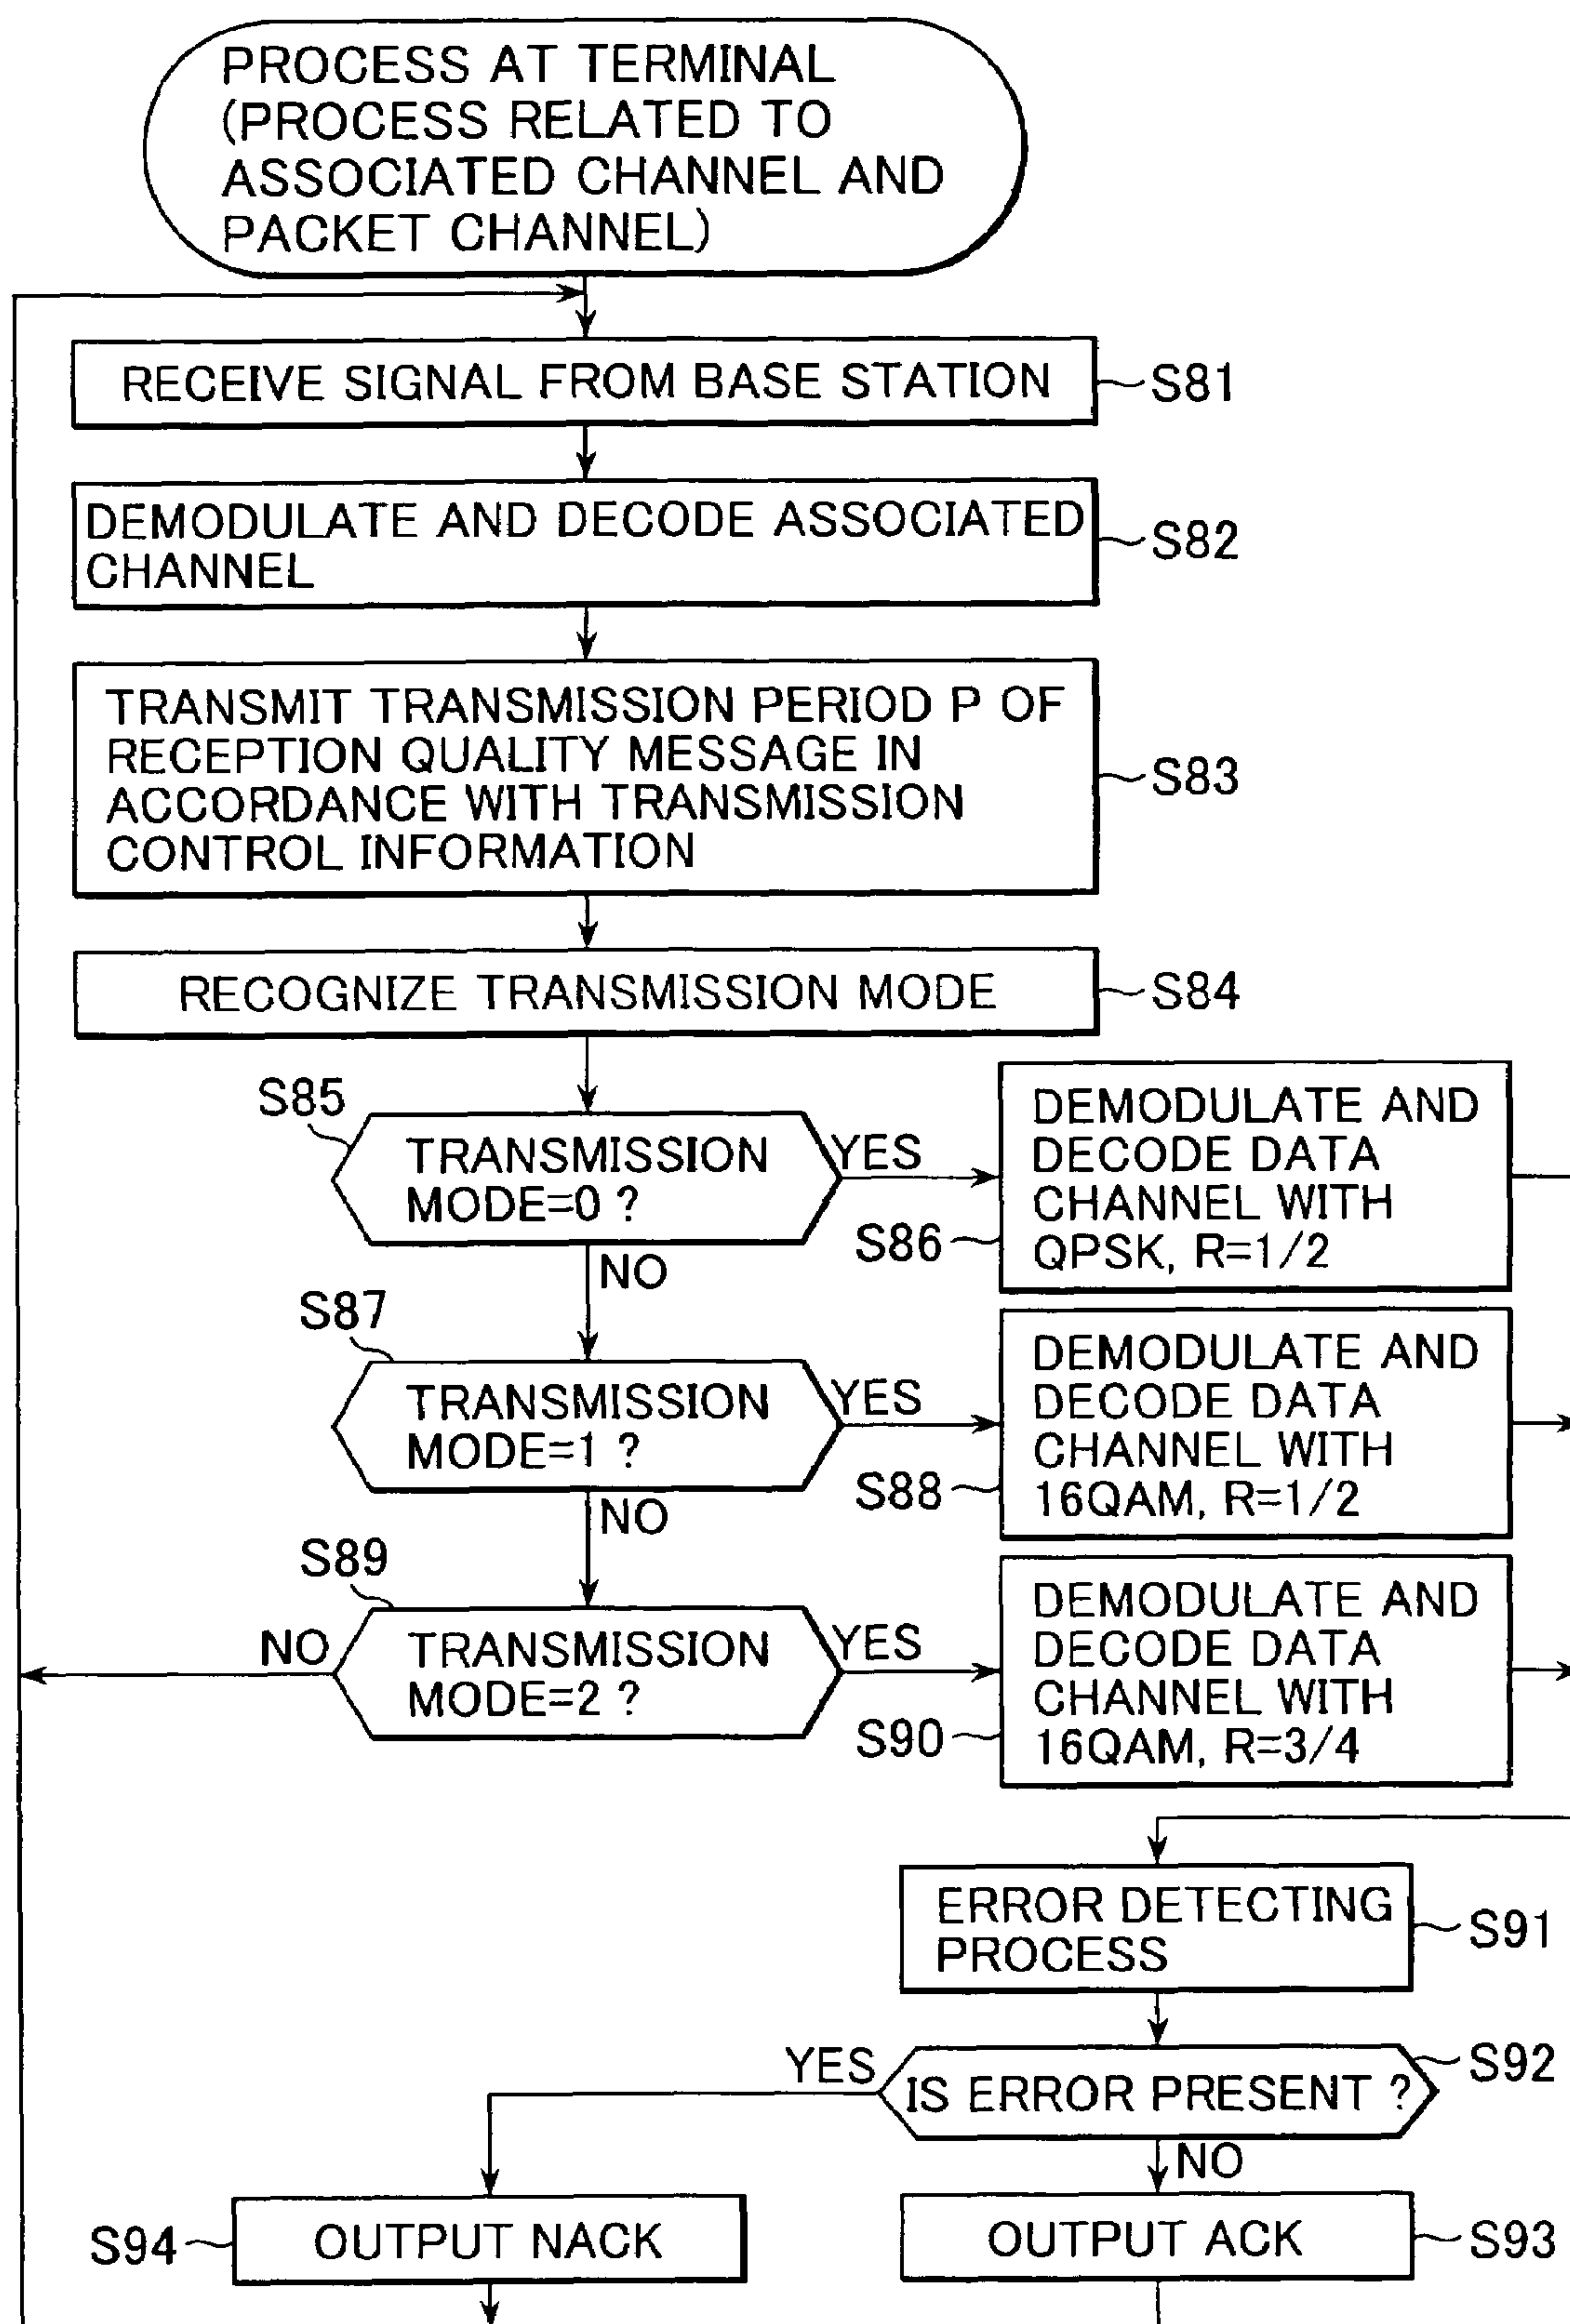 PROCESS AT TERMINAL
(PROCESS RELATED TO
ASSOCIATED CHANNEL AND
PACKET CHANNEL)
RECEIVE SIGNAL FROM BASE STATION
S81
DEMODULATE AND DECODE ASSOCIATED
CHANNEL
S82
TRANSMIT TRANSMISSION PERIOD P OF
RECEPTION QUALITY MESSAGE IN
ACCORDANCE WITH TRANSMISSION
CONTROL INFORMATION
S83
RECOGNIZE TRANSMISSION MODE
S84
S85
TRANSMISSION
MODE=0 ?
YES
NO
DEMODULATE AND
DECODE DATA
CHANNEL WITH
QPSK, R=1/2
S86
S87
TRANSMISSION
MODE=1 ?
YES
NO
DEMODULATE AND
DECODE DATA
CHANNEL WITH
16QAM, R=1/2
S88
S89
NO
TRANSMISSION
MODE=2 ?
YES
DEMODULATE AND
DECODE DATA
CHANNEL WITH
16QAM, R=3/4
S90
ERROR DETECTING
PROCESS
S91
YES
IS ERROR PRESENT ?
S92
NO
S94
OUTPUT NACK
OUTPUT ACK
S93